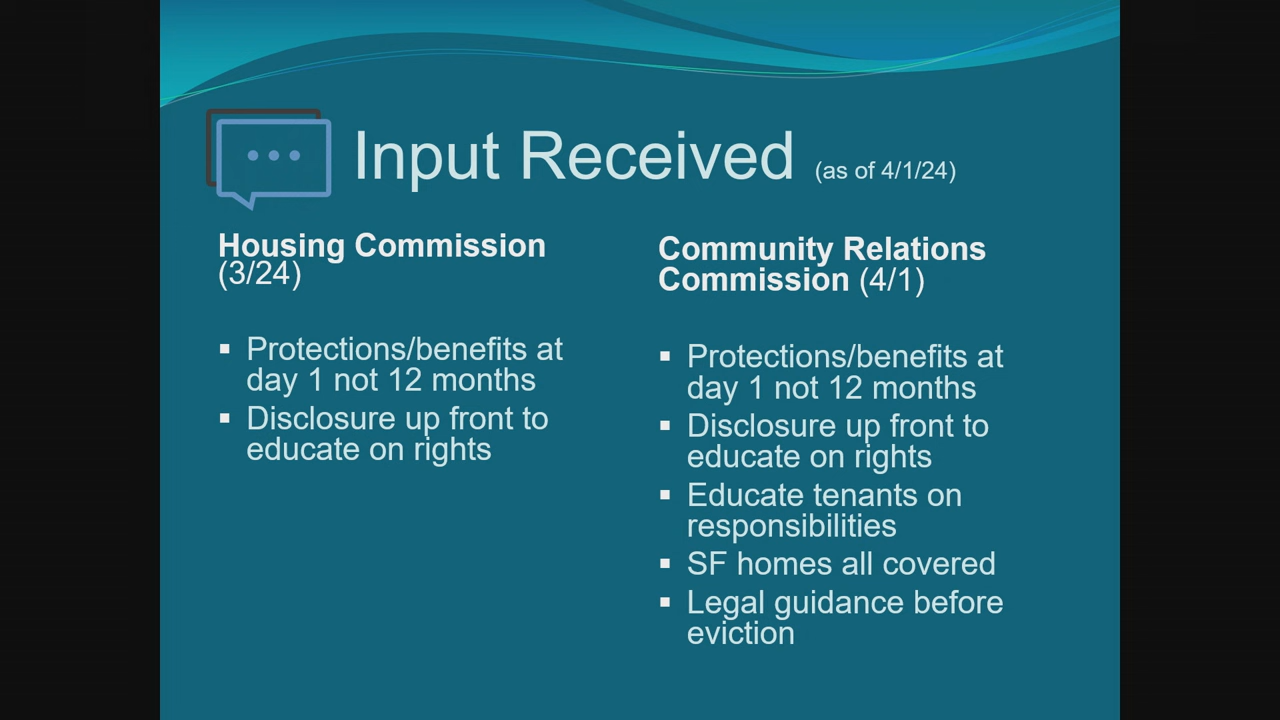 Input Received (as of 4/1/24)
Housing Commission
(3/24)
Protections/benefits at
day 1 not 12 months
Disclosure up front to
educate on rights
Community Relations
Commission (4/1)
Protections/benefits at
day 1 not 12 months
Disclosure up front to
educate on rights
Educate tenants on
responsibilities
SF homes all covered
Legal guidance before
eviction